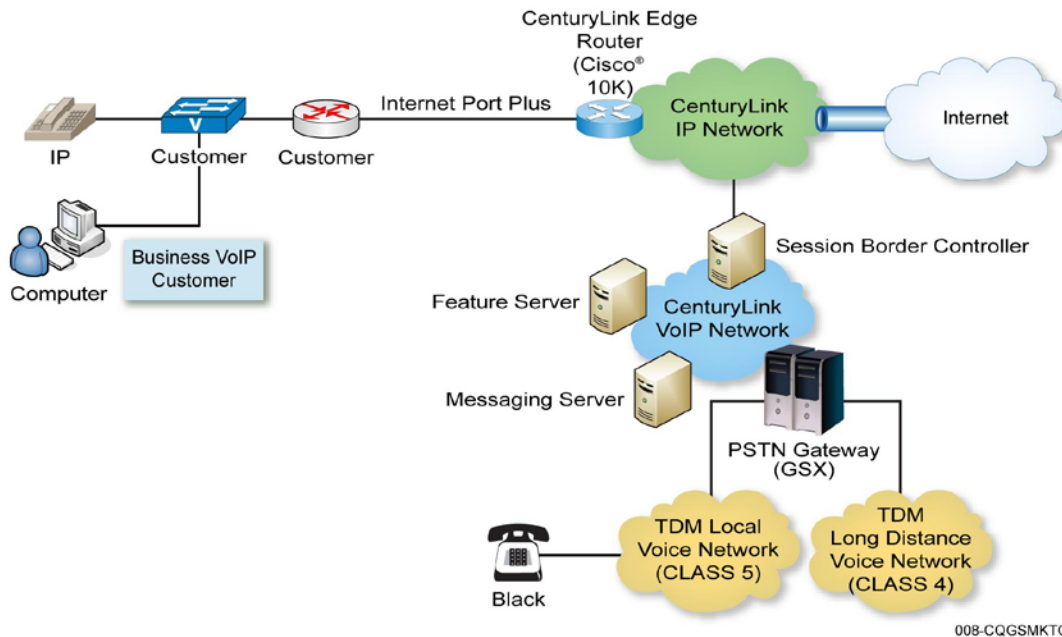 CenturyLink Edge
Router
(Cisco®
10K)
Internet Port Plus
CenturyLink
IP Network
Internet
IP
V
Customer
Customer
Computer
Business VoIP
Customer
Session Border Controller
Feature Server
CenturyLink
VoIP Network
Messaging Server
PSTN Gateway
(GSX)
TDM Local
Voice Network
(CLASS 5)
TDM
Long Distance
Voice Network
(CLASS 4)
Black
008-CQGSMKTG